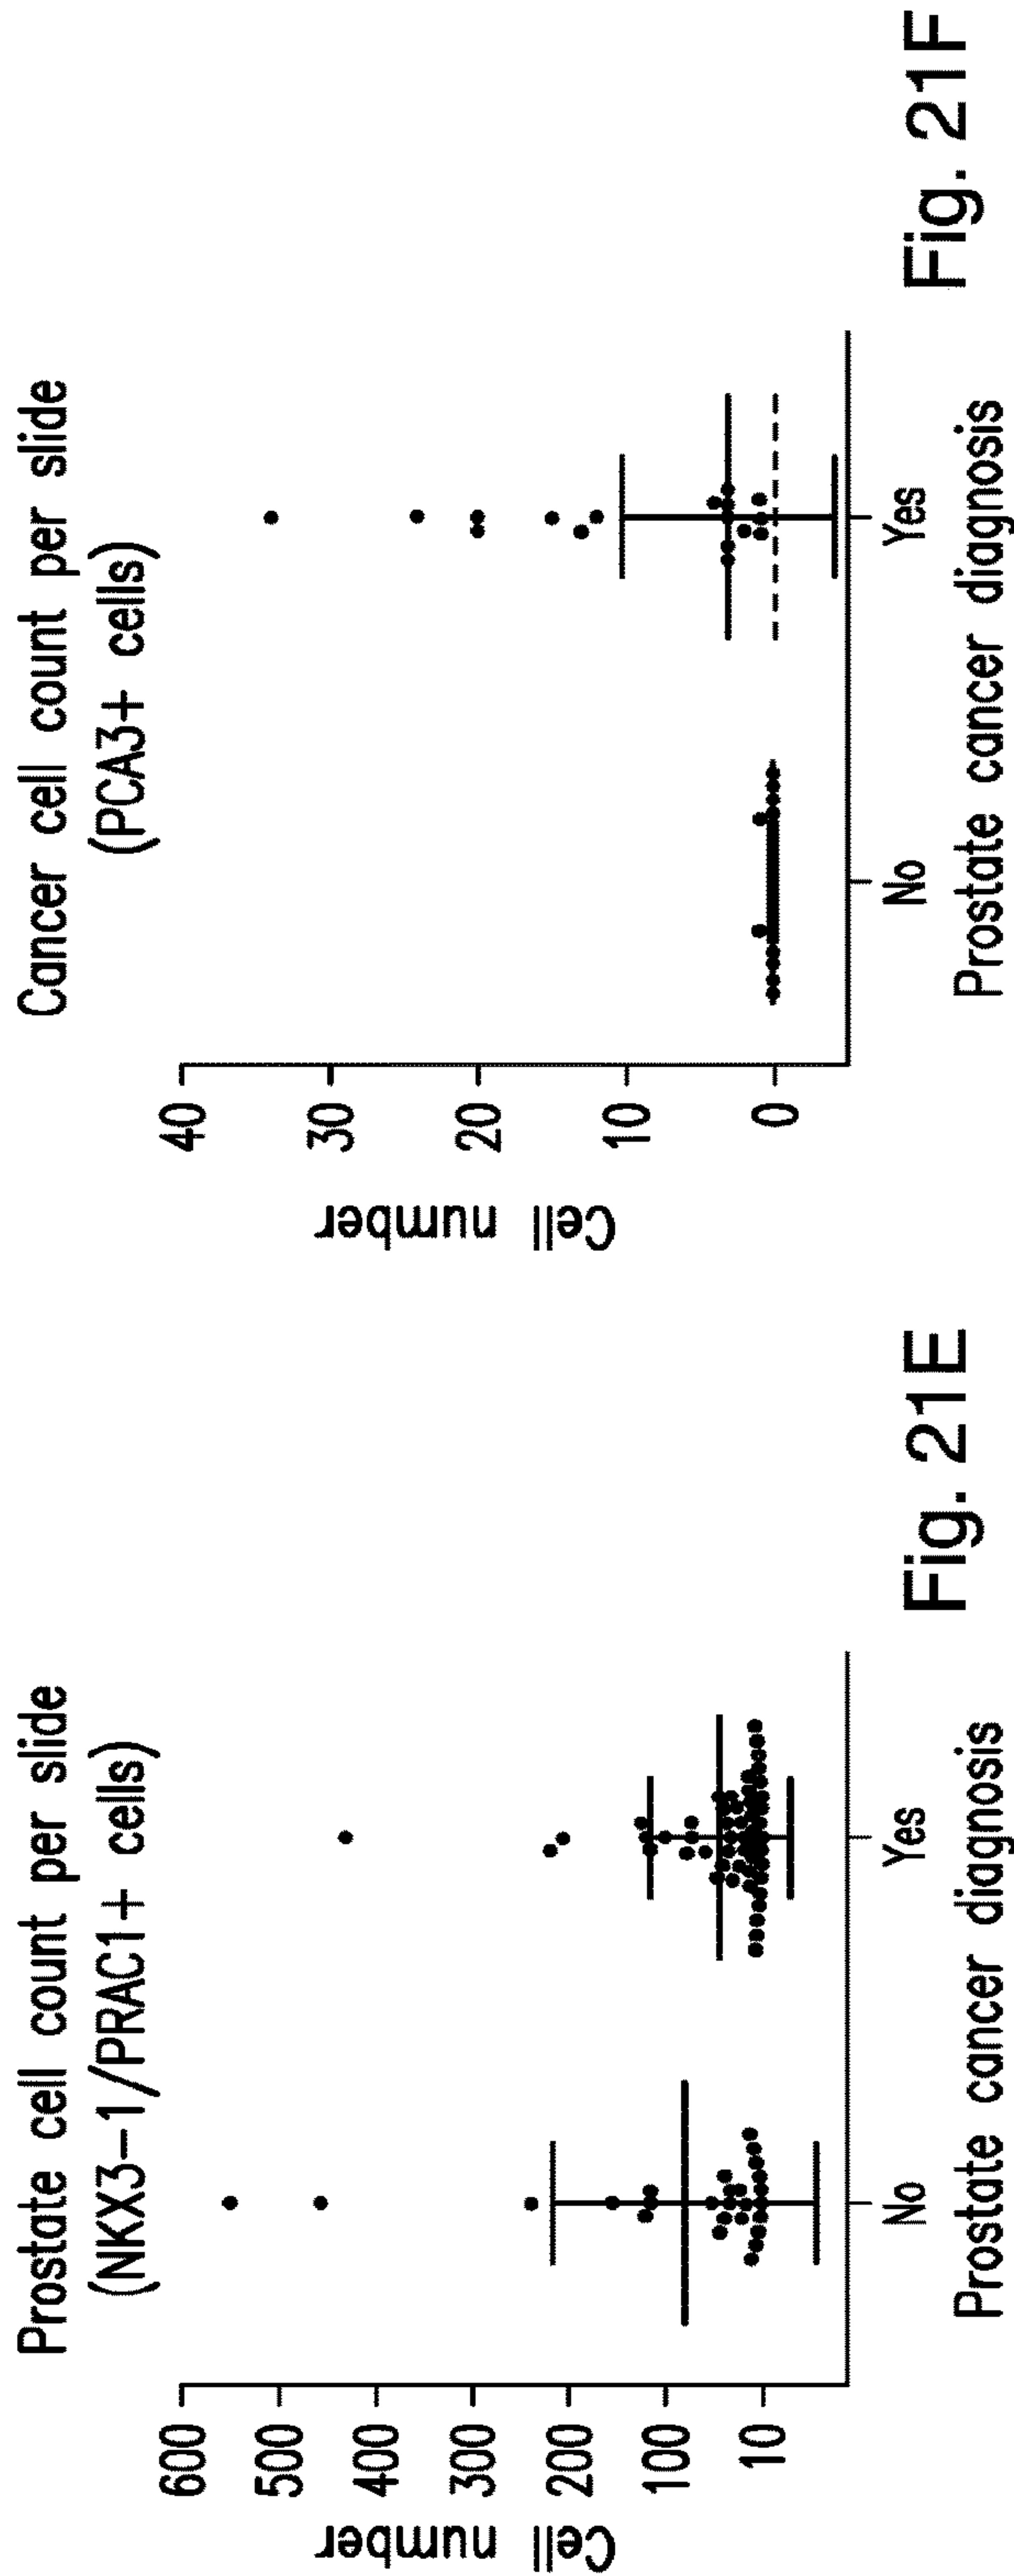 Prostate cell count per slide
(NKX3-1/PRAC1+ cells)
Cell number
600
500
400
300
200
100
10
No
Yes
Prostate cancer diagnosis
Fig. 21E
Cancer cell count per slide
(PCA3+ cells)
Cell number
40
30
20
10
0
No
Yes
Prostate cancer diagnosis
Fig. 21F